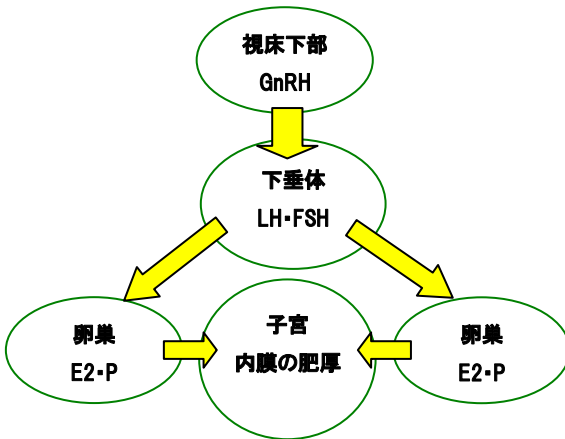 視床下部
GnRH
下垂体
LH・FSH
卵巣
E2・P
子宮
内膜の肥厚
卵巣
E2・P